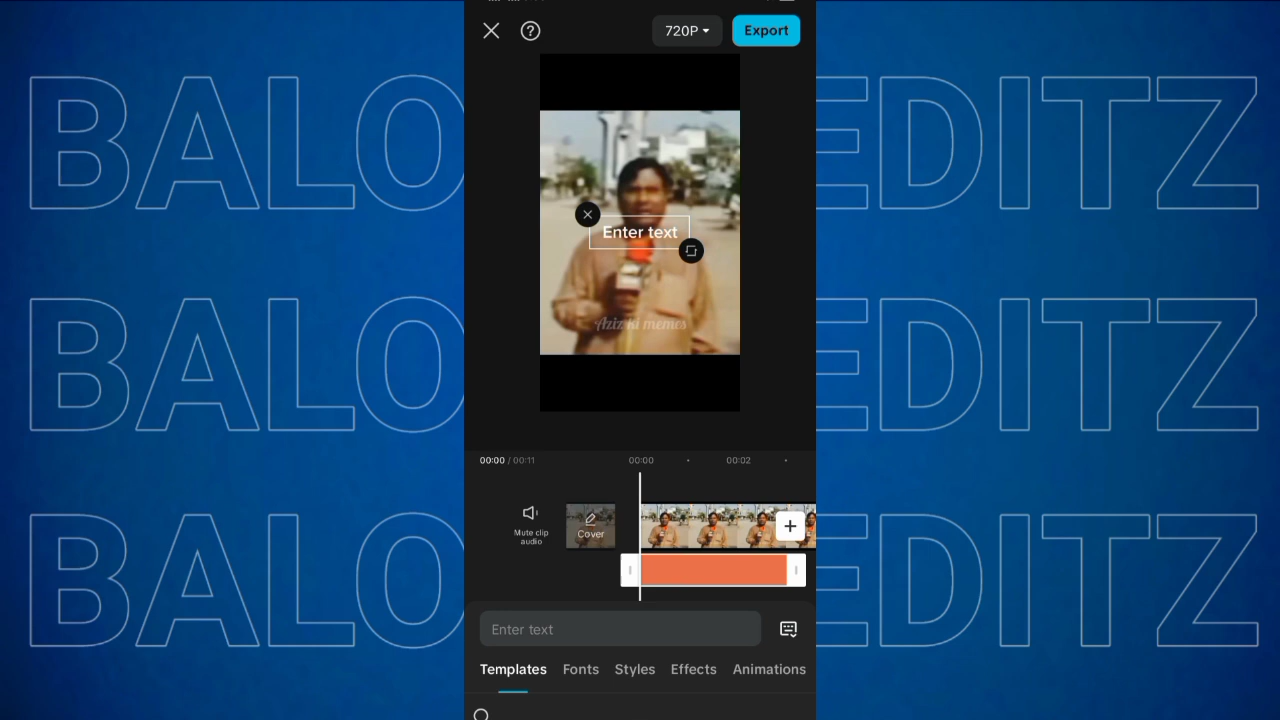 BALO EDITZ
BALO EDITZ
BALO EDITZ
720P
Export
Enter text
Aziz ki memes
00:00 / 00:11
00:00
00:02
Mute clip
audio
Cover
Enter text
Templates Fonts Styles Effects Animations